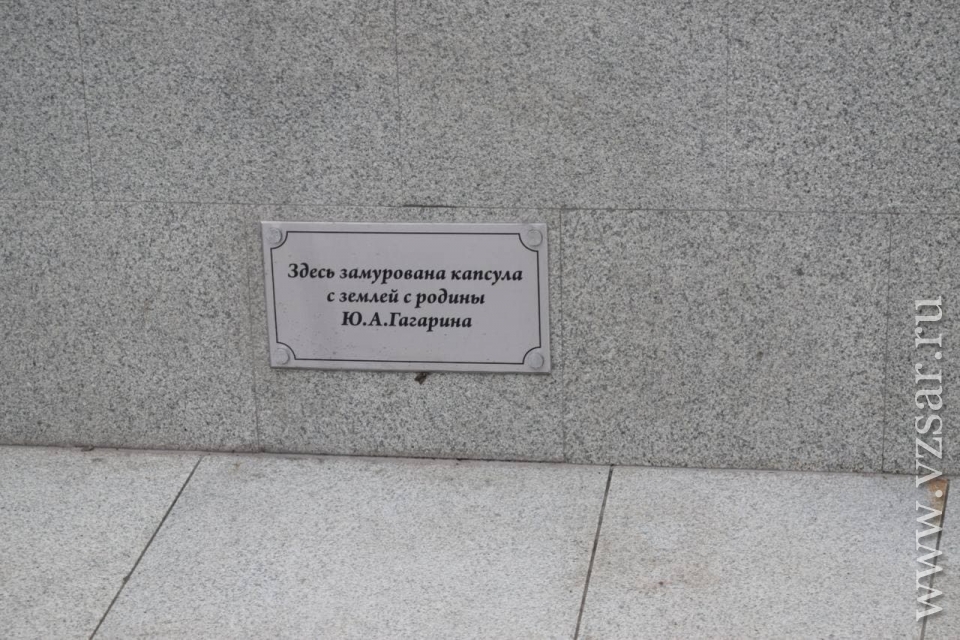 Здесь замурована капсула
с землей с родины
Ю.А.Гагарина
www.vzsar.ru